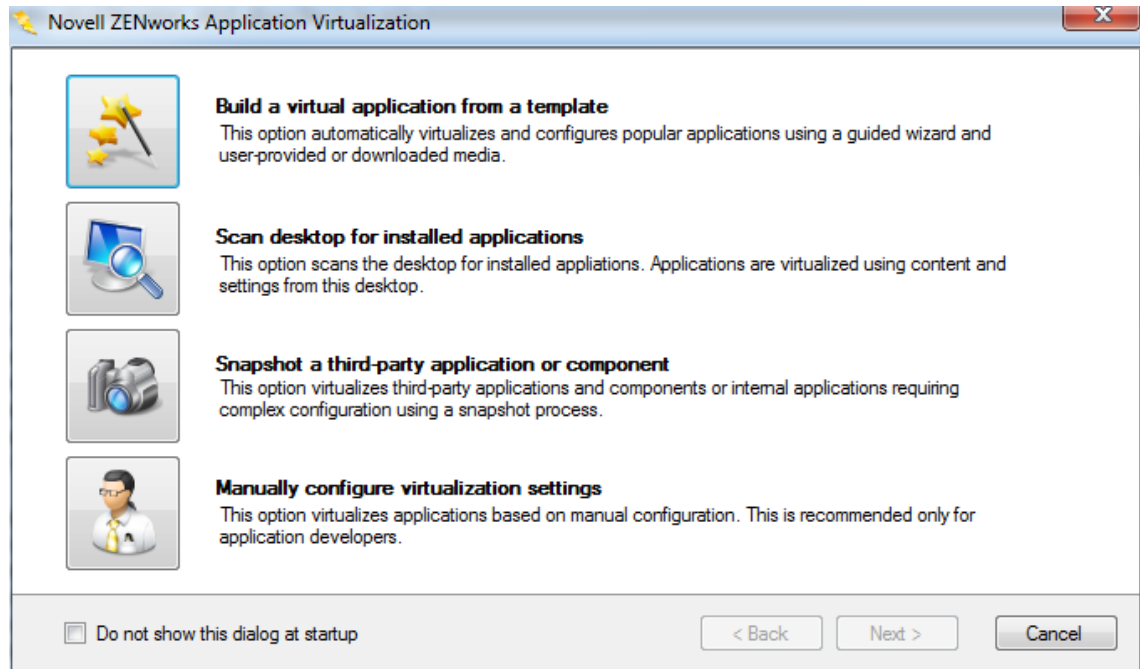 Novell ZENworks Application Virtualization
Build a virtual application from a template
This option automatically virtualizes and configures popular applications using a guided wizard and
user-provided or downloaded media.
Scan desktop for installed applications
This option scans the desktop for installed appliations. Applications are virtualized using content and
settings from this desktop.
Snapshot a third-party application or component
This option virtualizes third-party applications and components or internal applications requiring
complex configuration using a snapshot process.
Manually configure virtualization settings
This option virtualizes applications based on manual configuration. This is recommended only for
application developers.
Do not show this dialog at startup
< Back
Next >
Cancel